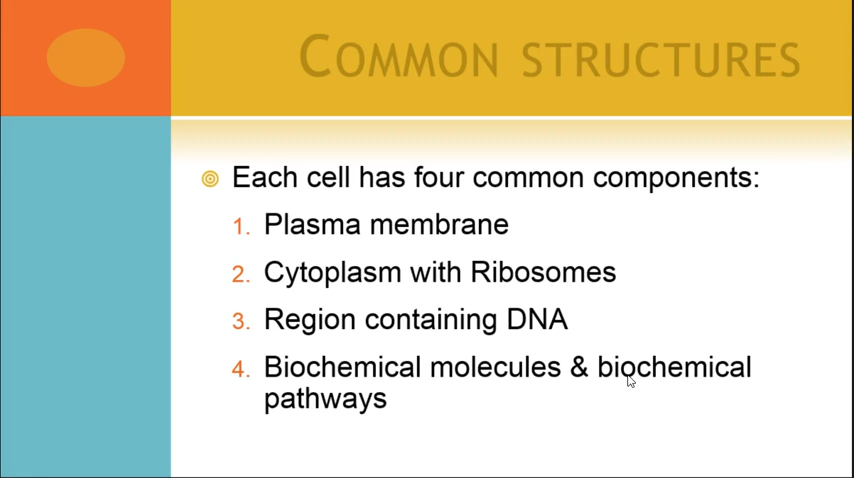 COMMON STRUCTURES
Each cell has four common components:
1. Plasma membrane
2. Cytoplasm with Ribosomes
3. Region containing DNA
4. Biochemical molecules & biochemical
pathways